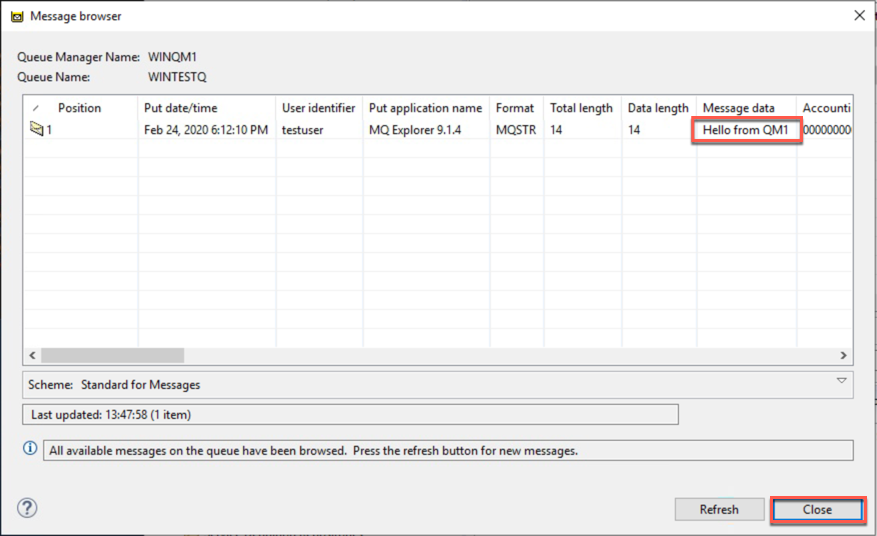 Message browser
Queue Manager Name: WINQM1
Queue Name: WINTESTQ
Position Put date/time User identifier Put application name Format Total length Data length Message data Accounti
1 Feb 24, 2020 6:12:10 PM testuser MQ Explorer 9.1.4 MQSTR 14 14 Hello from QM1 00000000
Scheme: Standard for Messages
Last updated: 13:47:58 (1 item)
All available messages on the queue have been browsed. Press the refresh button for new messages.
Refresh Close